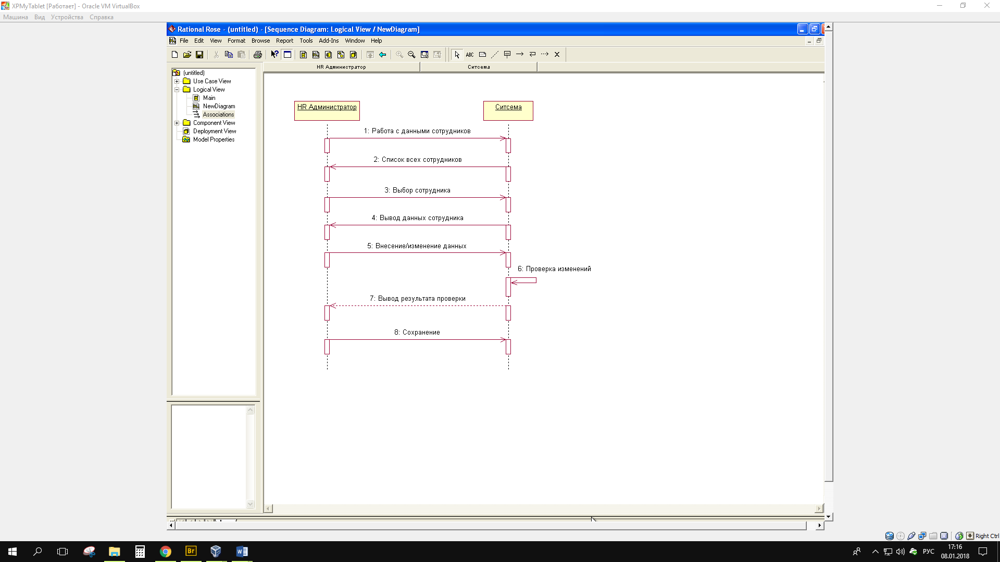 XPMyTablet [Работает] - Oracle VM VirtualBox
Машина Вид Устройства Справка
Rational Rose - (untitled) - [Sequence Diagram: Logical View / NewDiagram]
File Edit View Format Browse Report Tools Add-Ins Window Help
ABC
HR Администратор Ситсема
(untitled)
Use Case View
Logical View
Main
NewDiagram
Associations
Component View
Deployment View
Model Properties
HR Администратор Ситсема
1: Работа с данными сотрудников
2: Список всех сотрудников
3: Выбор сотрудника
4: Вывод данных сотрудника
5: Внесение/изменение данных
6: Проверка изменений
7: Вывод результата проверки
8: Сохранение
Right Ctrl
Br
РУС
17:16
08.01.2018